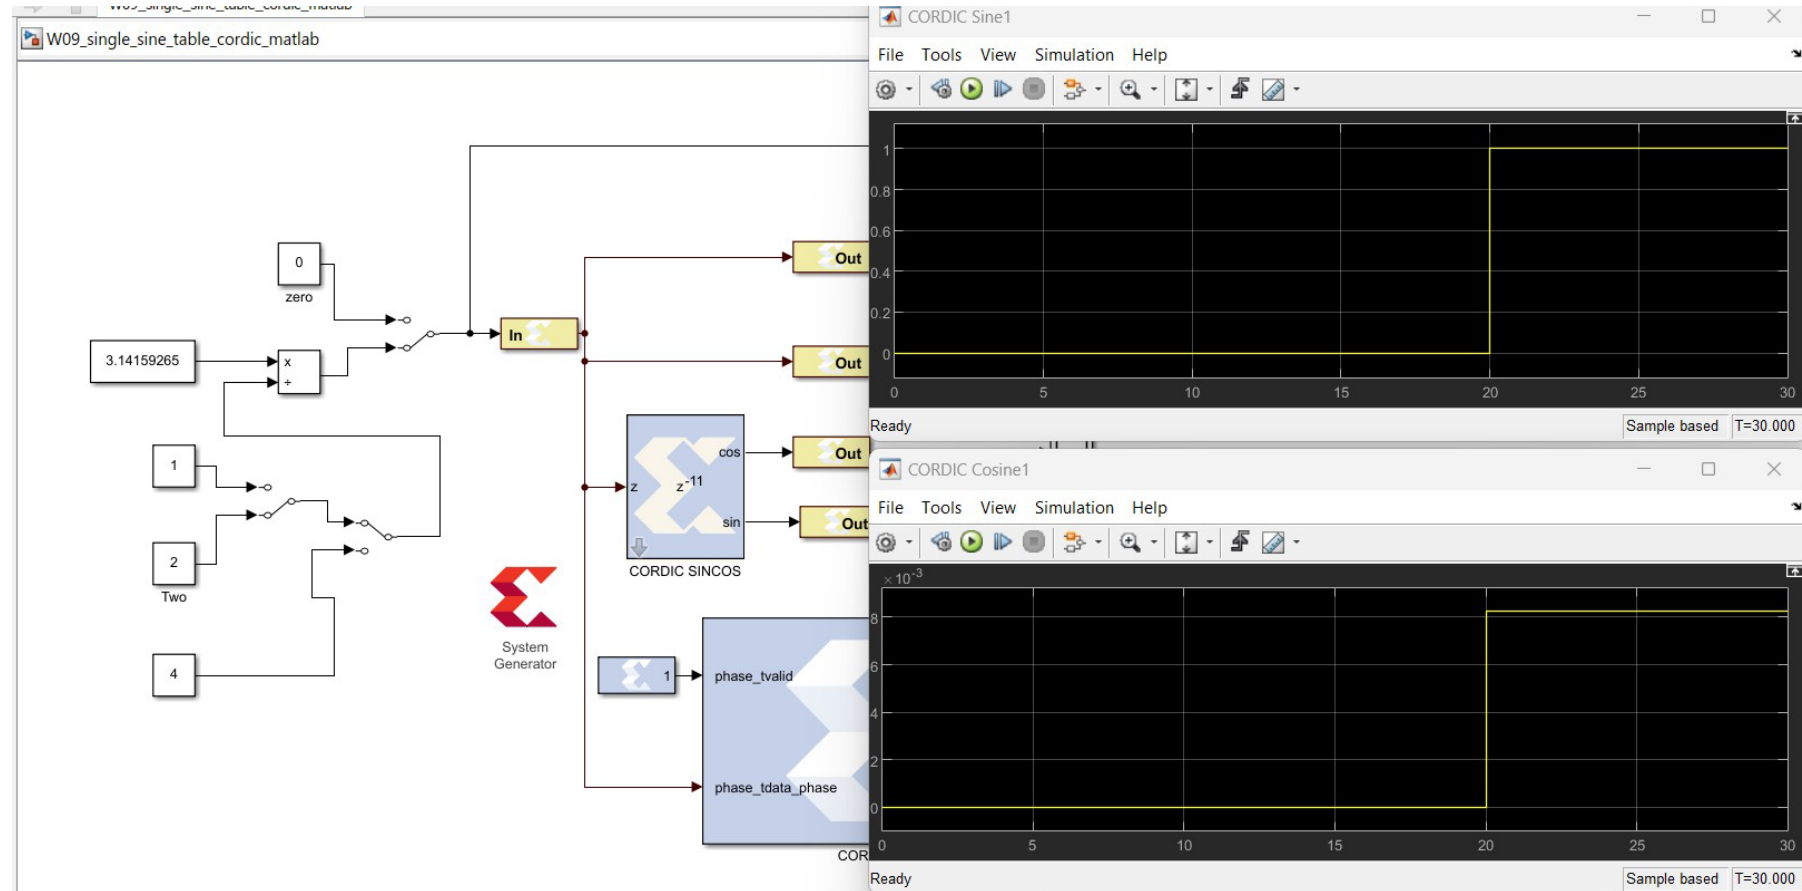 W09_single_sine_table_cordic_matlab
W09_single_sine_table_cordic_matlab
0
zero
3.14159265
x
÷
1
2
Two
4
In
Out
Out
Out
Out
z
z-11
cos
sin
CORDIC SINCOS
System
Generator
1
phase_tvalid
phase_tdata_phase
COR
CORDIC Sine1
File Tools View Simulation Help
1
0.8
0.6
0.4
0.2
0
0 5 10 15 20 25 30
Ready Sample based T=30.000
CORDIC Cosine1
File Tools View Simulation Help
×10-3
8
6
4
2
0
0 5 10 15 20 25 30
Ready Sample based T=30.000